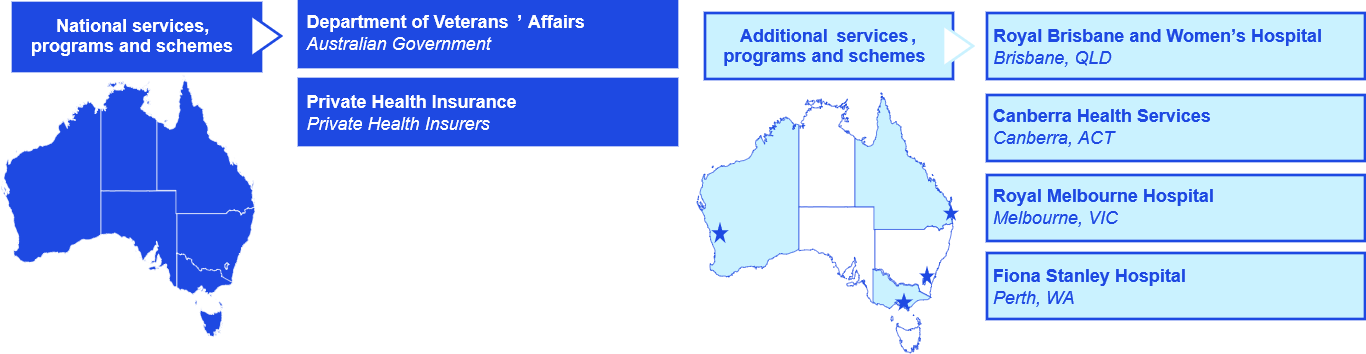 National services,
programs and schemes
Department of Veterans ’ Affairs
Australian Government
Private Health Insurance
Private Health Insurers
Additional services,
programs and schemes
Royal Brisbane and Women’s Hospital
Brisbane, QLD
Canberra Health Services
Canberra, ACT
Royal Melbourne Hospital
Melbourne, VIC
Fiona Stanley Hospital
Perth, WA